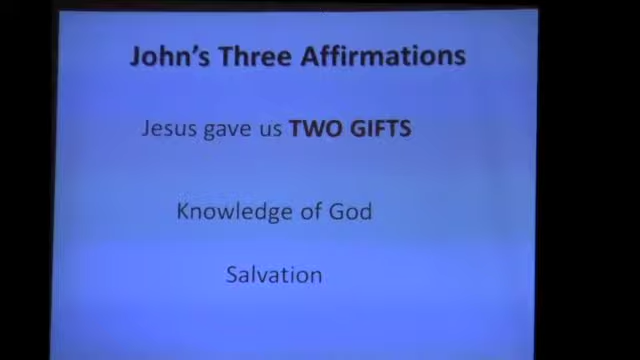 John's Three Affirmations
Jesus gave us TWO GIFTS
Knowledge of God
Salvation